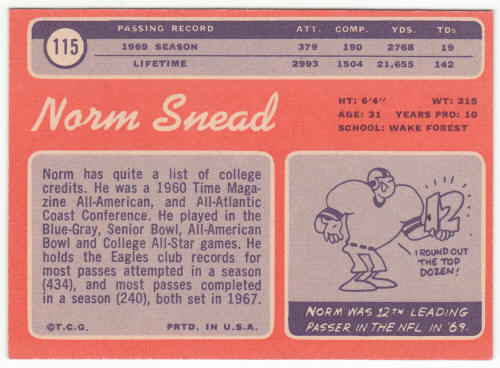 115
PASSING RECORD ATT. COMP. YDS. TDs
1969 SEASON 379 190 2768 19
LIFETIME 2993 1504 21,655 142
Norm Snead
HT: 6'4" WT: 215
AGE: 31 YEARS PRO: 10
SCHOOL: WAKE FOREST
Norm has quite a list of college
credits. He was a 1960 Time Maga-
zine All-American, and All-Atlantic
Coast Conference. He played in the
Blue-Gray, Senior Bowl, All-American
Bowl and College All-Star games. He
holds the Eagles club records for
most passes attempted in a season
(434), and most passes completed
in a season (240), both set in 1967.
©T.C.G. PRTD. IN U.S.A.
12
I ROUND OUT
THE TOP
DOZEN!
NORM WAS 12TH LEADING
PASSER IN THE NFL IN '69.